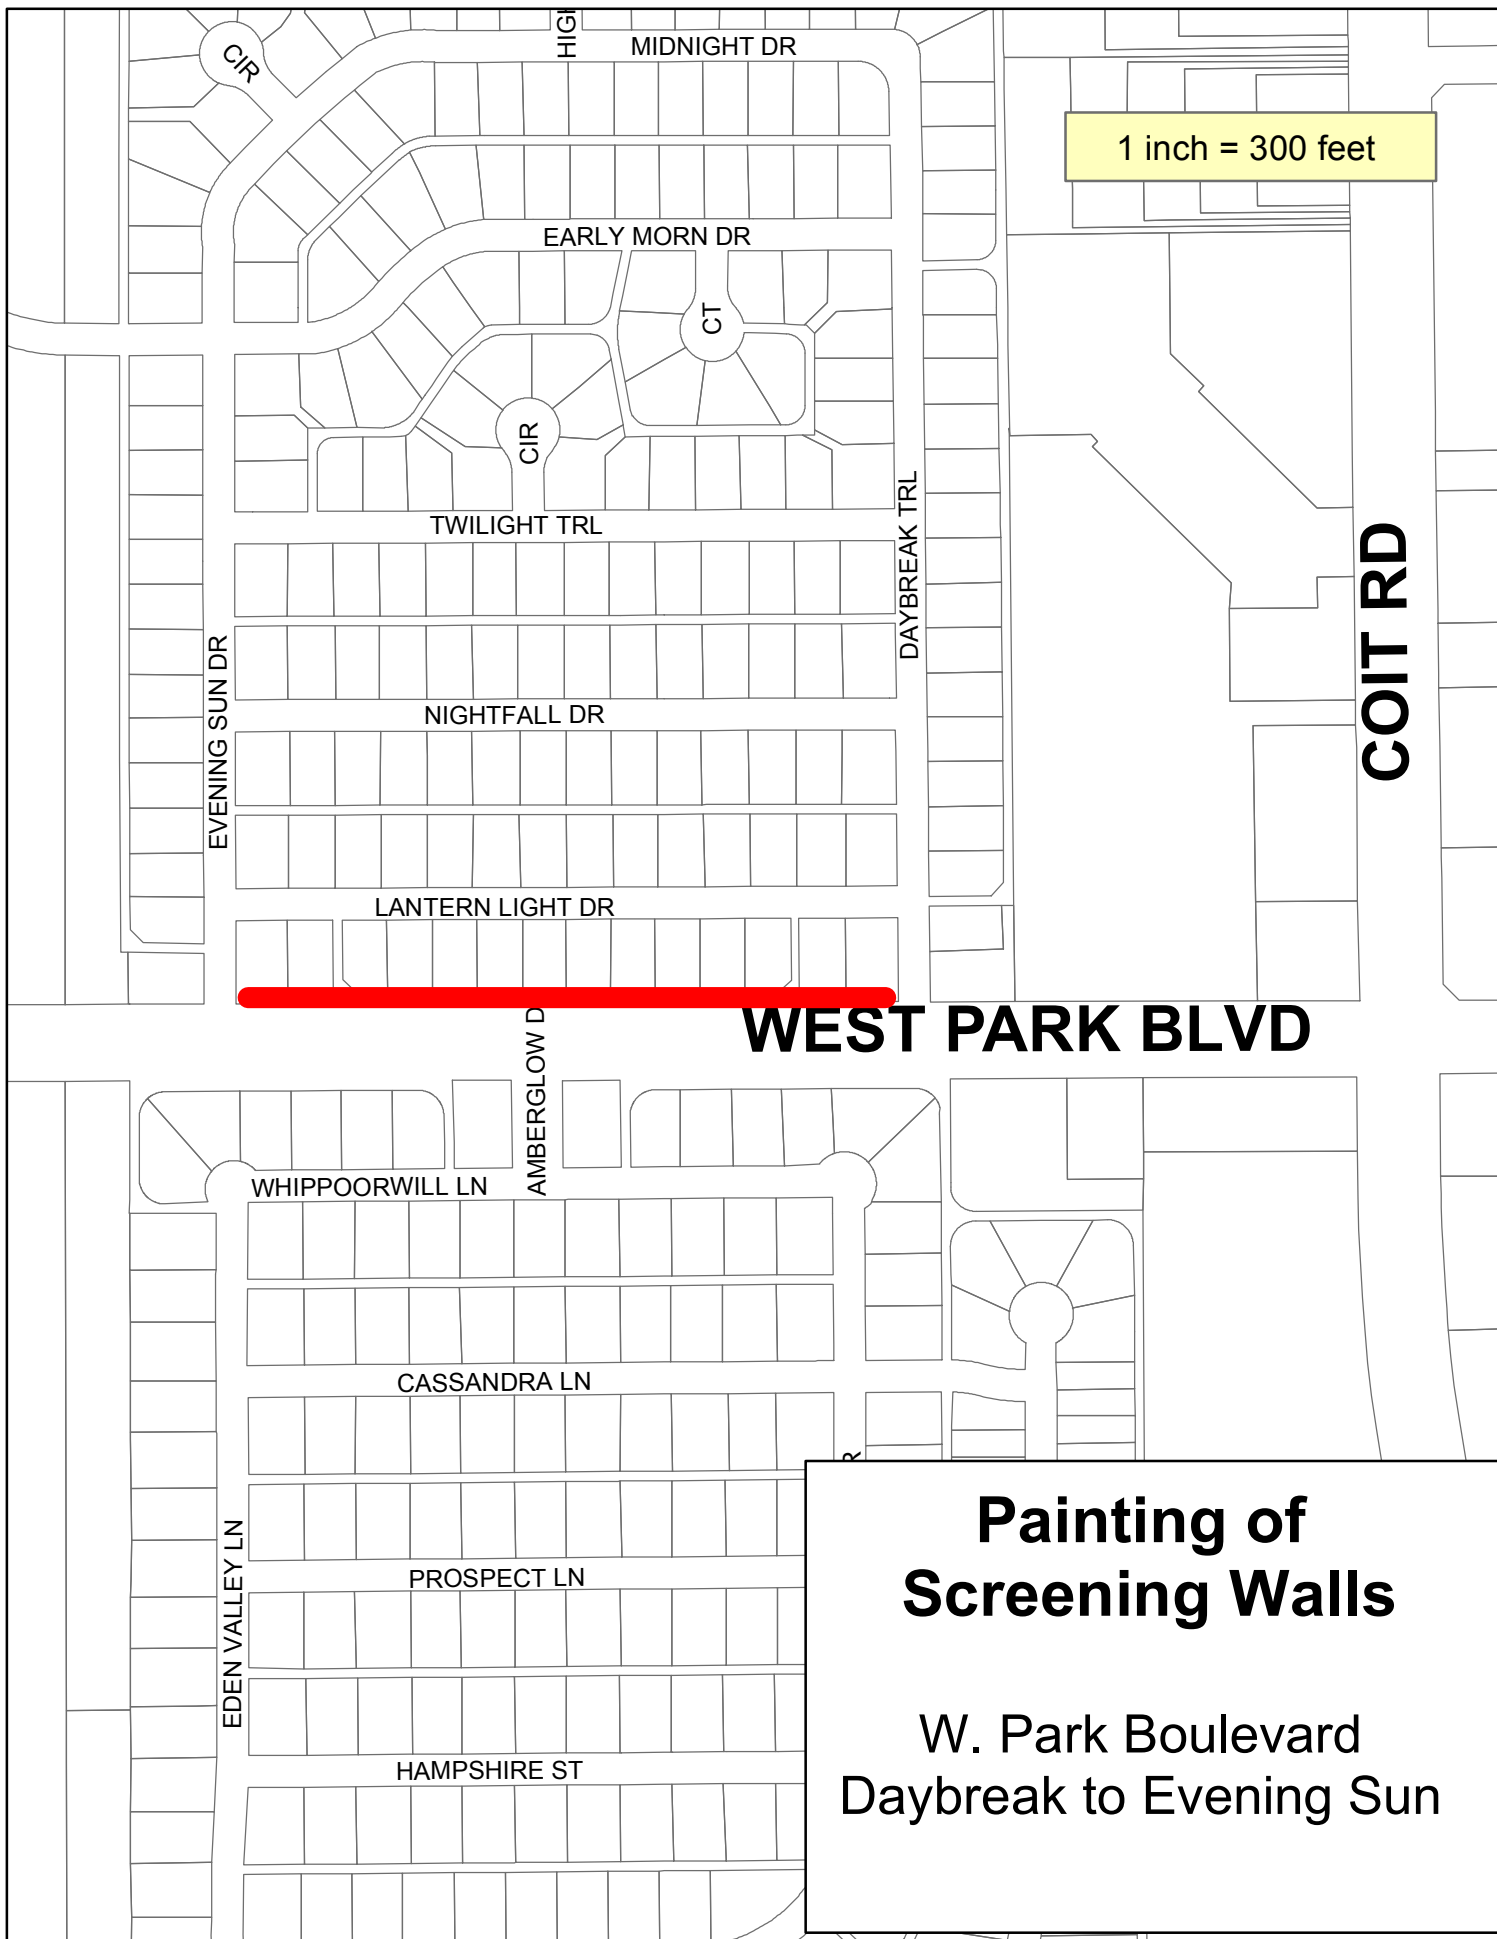 HIGH
MIDNIGHT DR
CIR
1 inch = 300 feet
EARLY MORN DR
CT
CIR
TWILIGHT TRL
DAYBREAK TRL
COIT RD
EVENING SUN DR
NIGHTFALL DR
LANTERN LIGHT DR
WEST PARK BLVD
AMBERGLOW D
WHIPPOORWILL LN
CASSANDRA LN
R
EDEN VALLEY LN
PROSPECT LN
HAMPSHIRE ST
Painting of
Screening Walls
W. Park Boulevard
Daybreak to Evening Sun